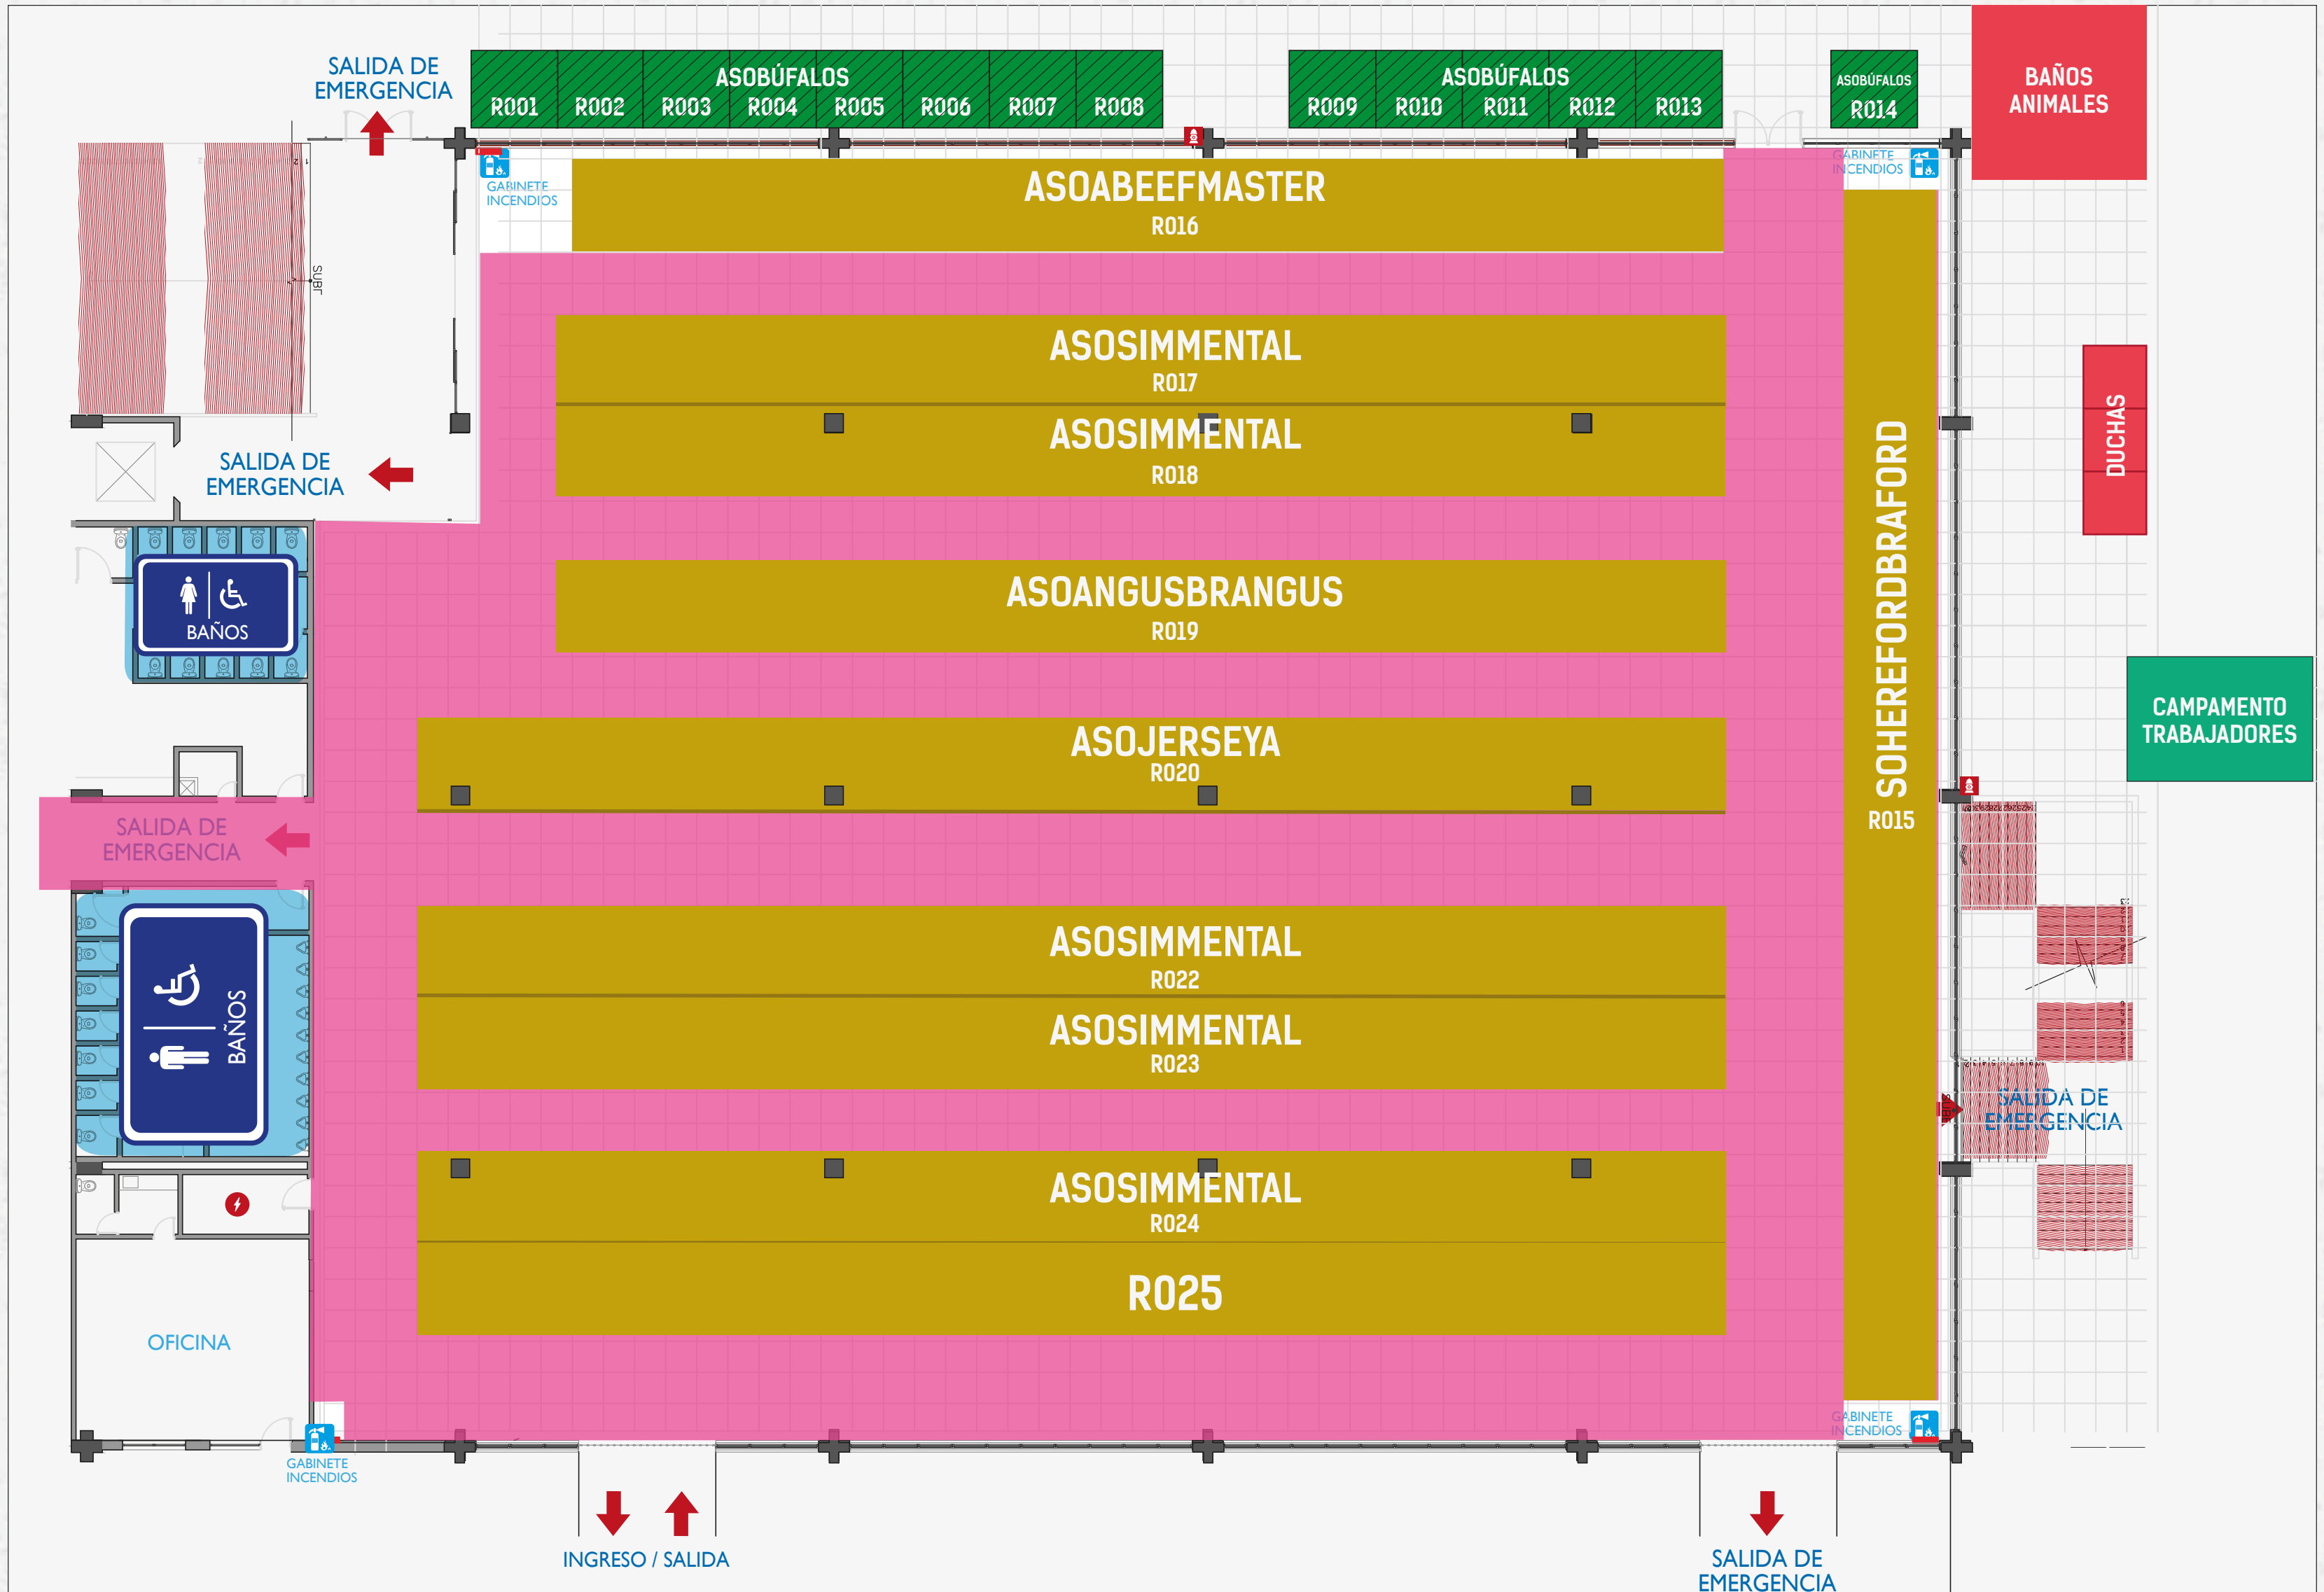 SALIDA DE
EMERGENCIA
ASOBÚFALOS
R001 R002 R003 R004 R005 R006 R007 R008
ASOBÚFALOS
R009 R010 R011 R012 R013
ASOBÚFALOS
R014
BAÑOS
ANIMALES
GABINETE
INCENDIOS
GABINETE
INCENDIOS
ASOABEEFMASTER
R016
SUBE
ASOSIMMENTAL
R017
ASOSIMMENTAL
R018
SALIDA DE
EMERGENCIA
DUCHAS
SOHEREFORDBRAFORD
R015
BAÑOS
ASOANGUSBRANGUS
R019
CAMPAMENTO
TRABAJADORES
ASOJERSEYA
R020
SALIDA DE
EMERGENCIA
BAÑOS
ASOSIMMENTAL
R022
ASOSIMMENTAL
R023
SALIDA DE
EMERGENCIA
ASOSIMMENTAL
R024
R025
OFICINA
GABINETE
INCENDIOS
GABINETE
INCENDIOS
INGRESO / SALIDA
SALIDA DE
EMERGENCIA